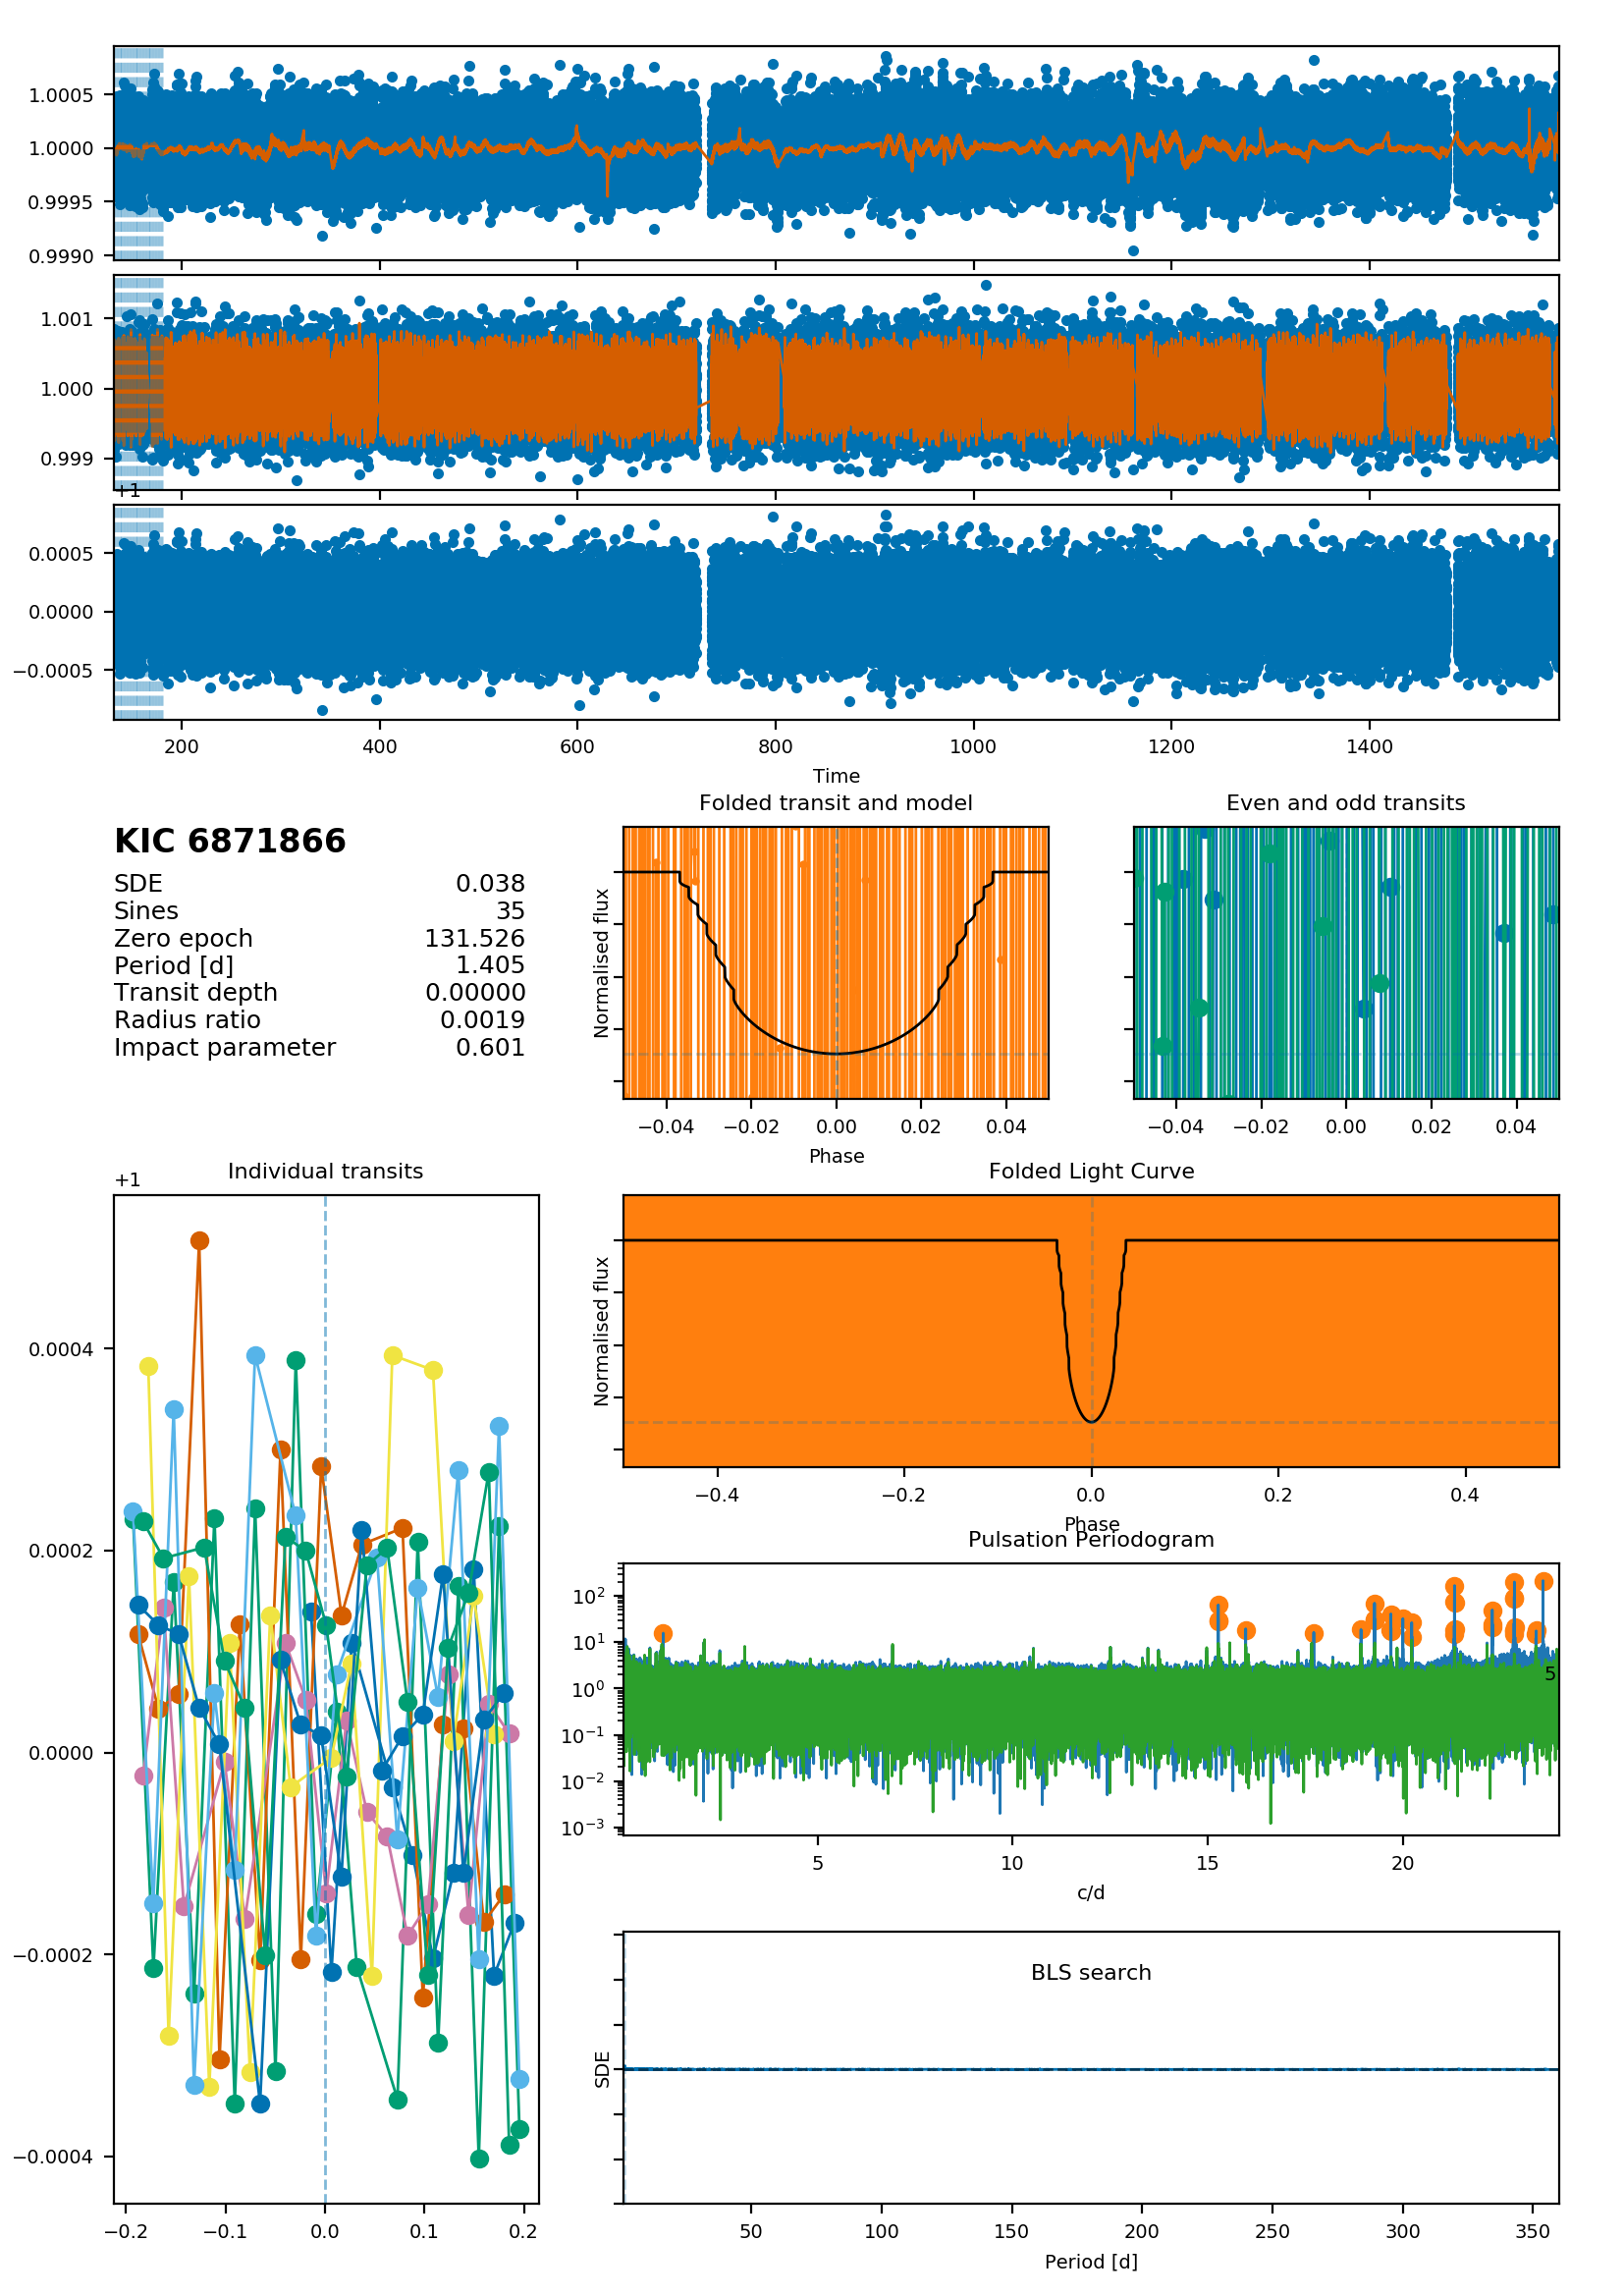 1.0005
1.0000
0.9995
0.9990
1.001
1.000
0.999
+1
0.0005
0.0000
−0.0005
200 400 600 800 1000 1200 1400
Time
KIC 6871866
SDE 0.038
Sines 35
Zero epoch 131.526
Period [d] 1.405
Transit depth 0.00000
Radius ratio 0.0019
Impact parameter 0.601
Folded transit and model
Normalised flux
−0.04 −0.02 0.00 0.02 0.04
Phase
Even and odd transits
−0.04 −0.02 0.00 0.02 0.04
Individual transits
+1
0.0004
0.0002
0.0000
−0.0002
−0.0004
−0.2 −0.1 0.0 0.1 0.2
Folded Light Curve
Normalised flux
−0.4 −0.2 0.0 0.2 0.4
Phase
Pulsation Periodogram
10²
10¹
10⁰
10⁻¹
10⁻²
10⁻³
5
5 10 15 20
c/d
BLS search
SDE
50 100 150 200 250 300 350
Period [d]